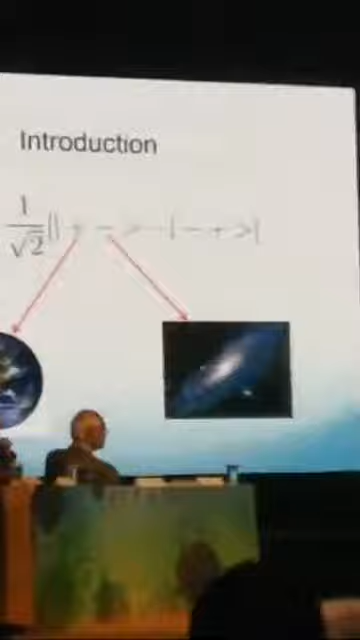 Introduction
1/√2 [| + - > - | - + >]